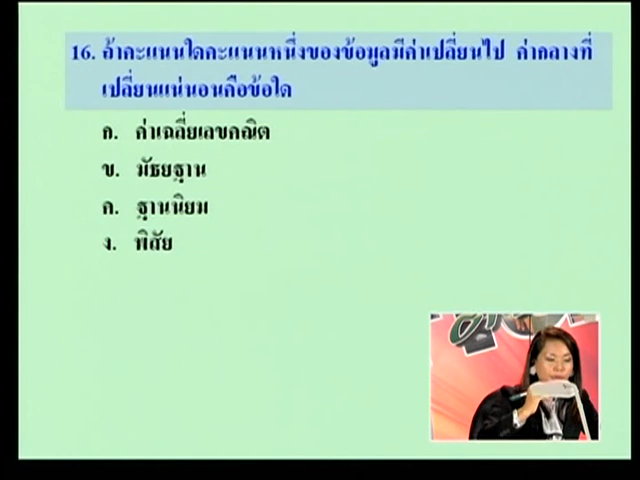 16. ถ้าคะแนนใดคะแนนหนึ่งของข้อมูลมีค่าเปลี่ยนไป ค่ากลางที่
เปลี่ยนแน่นอนคือข้อใด
ก. ค่าเฉลี่ยเลขคณิต
ข. มัธยฐาน
ค. ฐานนิยม
ง. พิสัย